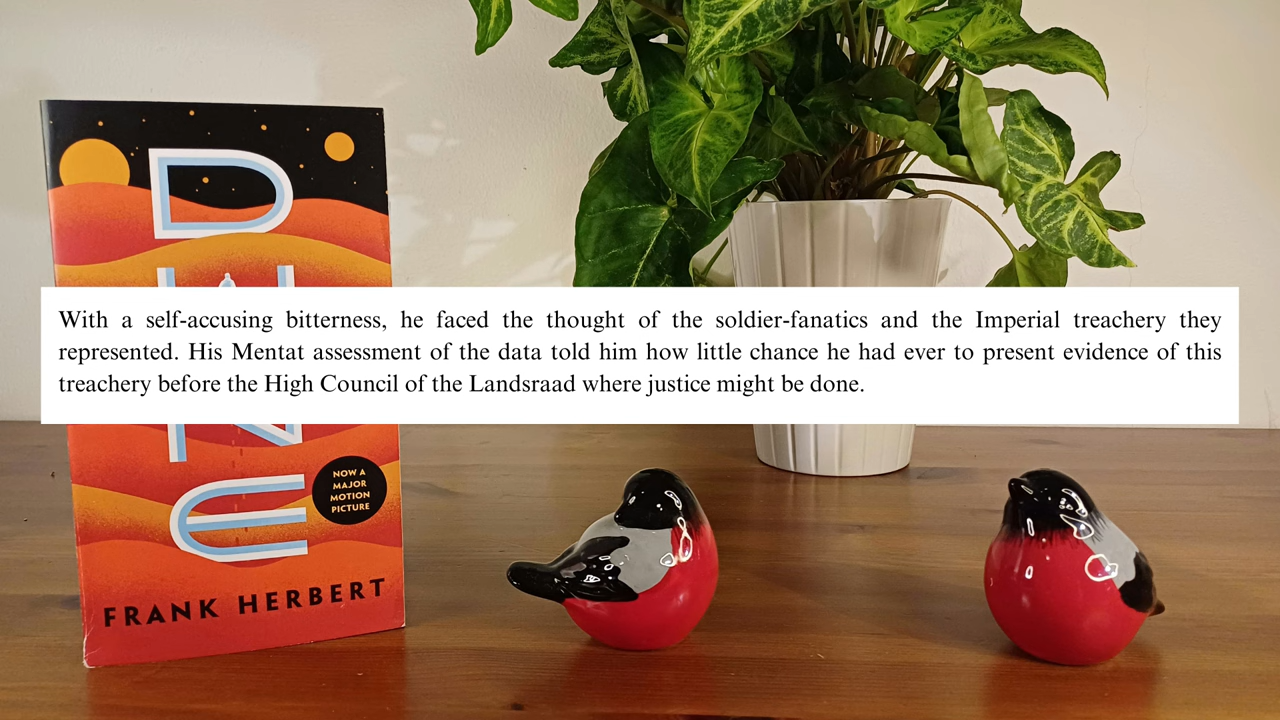 DUNE
With a self-accusing bitterness, he faced the thought of the soldier-fanatics and the Imperial treachery they
represented. His Mentat assessment of the data told him how little chance he had ever to present evidence of this
treachery before the High Council of the Landsraad where justice might be done.
NOW A
MAJOR
MOTION
PICTURE
FRANK HERBERT